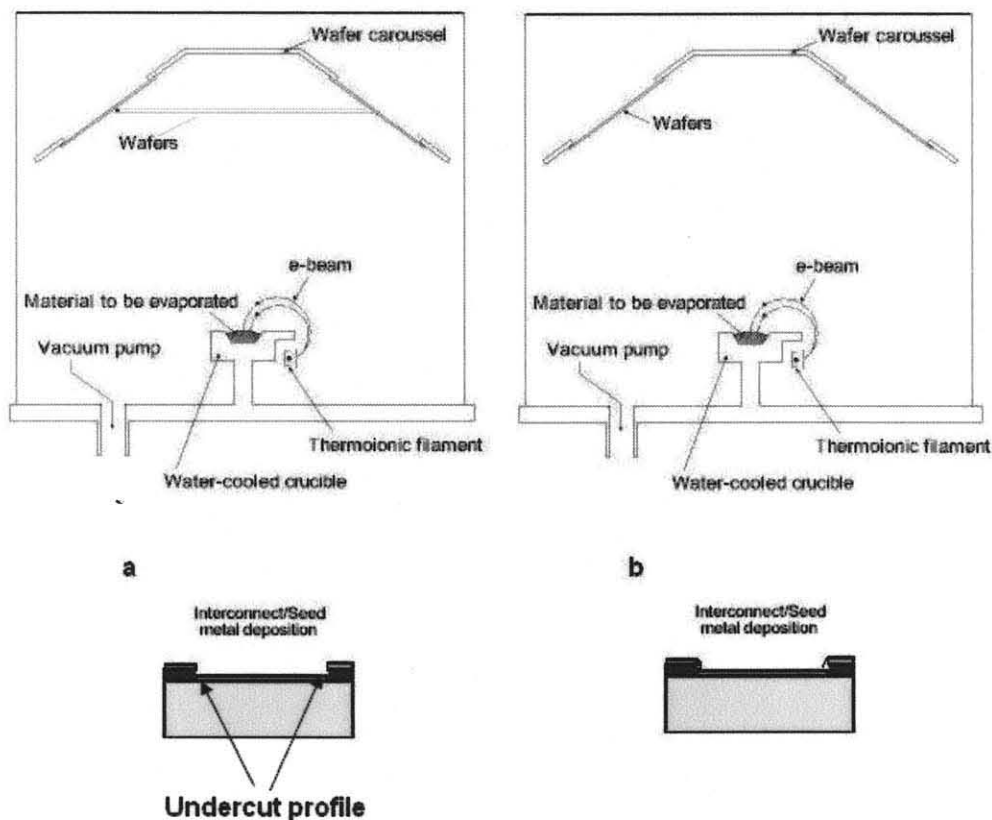 Wafer caroussel
Wafers
e-beam
Material to be evaporated
Vacuum pump
Thermoionic filament
Water-cooled crucible
a
Interconnect/Seed
metal deposition
Undercut profile
Wafer caroussel
Wafers
e-beam
Material to be evaporated
Vacuum pump
Thermoionic filament
Water-cooled crucible
b
Interconnect/Seed
metal deposition